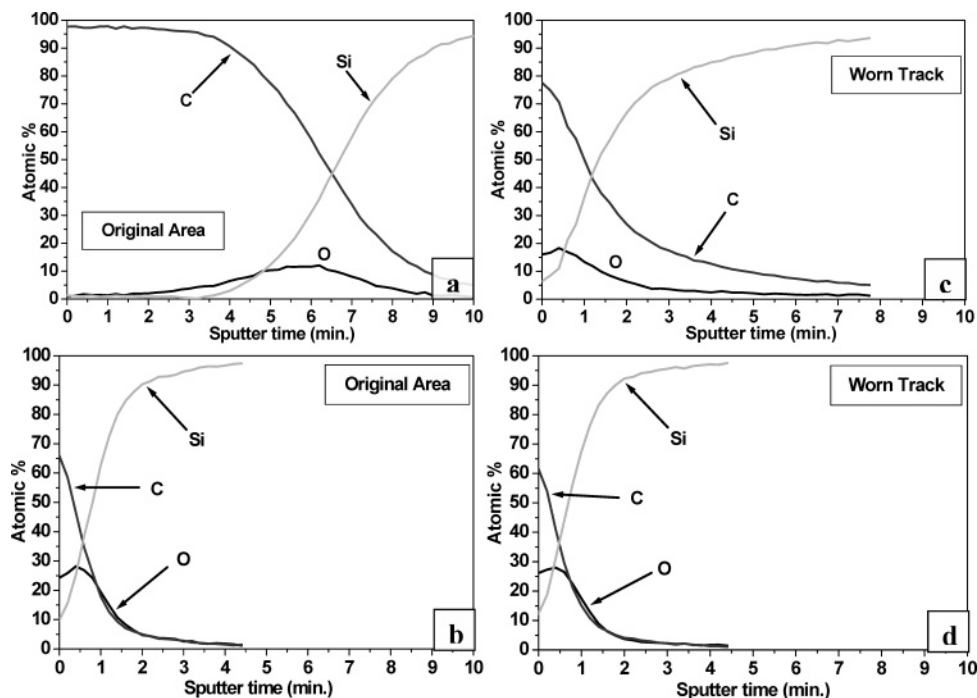 Atomic %
100
90
80
70
60
50
40
30
20
10
0
C
Si
O
Original Area
a
0 1 2 3 4 5 6 7 8 9 10
Sputter time (min.)
Atomic %
100
90
80
70
60
50
40
30
20
10
0
Worn Track
Si
C
O
c
0 1 2 3 4 5 6 7 8 9 10
Sputter time (min.)
Atomic %
100
90
80
70
60
50
40
30
20
10
0
Original Area
Si
C
O
b
0 1 2 3 4 5 6 7 8 9 10
Sputter time (min.)
Atomic %
100
90
80
70
60
50
40
30
20
10
0
Worn Track
Si
C
O
d
0 1 2 3 4 5 6 7 8 9 10
Sputter time (min.)